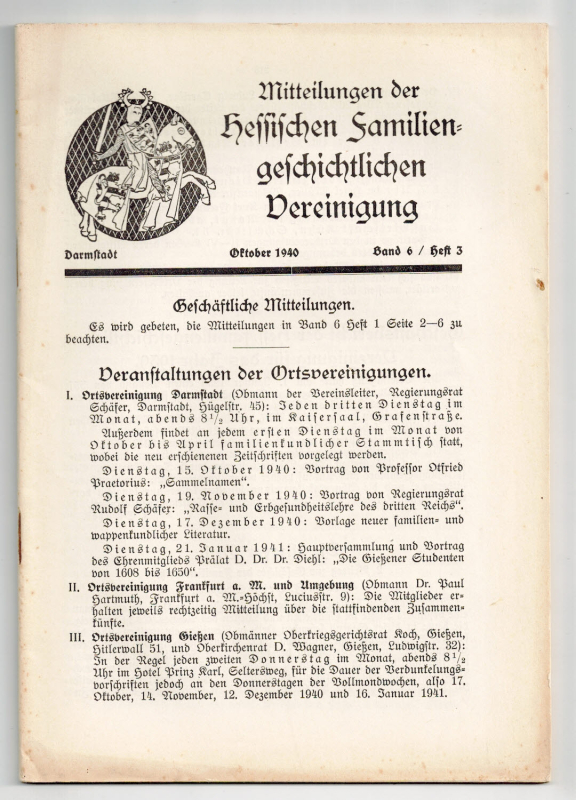 Mitteilungen der
Hessischen Familien-
geschichtlichen
Vereinigung
Darmstadt Oktober 1940 Band 6 / Heft 3
Geschäftliche Mitteilungen.
Es wird gebeten, die Mitteilungen in Band 6 Heft 1 Seite 2—6 zu
beachten.
Veranstaltungen der Ortsvereinigungen.
I. Ortsvereinigung Darmstadt (Obmann der Vereinsleiter, Regierungsrat
Schäfer, Darmstadt, Hügelstr. 45): Jeden dritten Dienstag im
Monat, abends 8 1/2 Uhr, im Kaisersaal, Grafenstraße.
Außerdem findet an jedem ersten Dienstag im Monat von
Oktober bis April familienkundlicher Stammtisch statt,
wobei die neu erschienenen Zeitschriften vorgelegt werden.
Dienstag, 15. Oktober 1940: Vortrag von Professor Otfried
Praetorius: „Sammelnamen“.
Dienstag, 19. November 1940: Vortrag von Regierungsrat
Rudolf Schäfer: „Rasse- und Erbgesundheitslehre des dritten Reichs“.
Dienstag, 17. Dezember 1940: Vorlage neuer familien- und
wappenkundlicher Literatur.
Dienstag, 21. Januar 1941: Hauptversammlung und Vortrag
des Ehrenmitglieds Prälat D. Dr. Dr. Diehl: „Die Gießener Studenten
von 1608 bis 1650“.
II. Ortsvereinigung Frankfurt a. M. und Umgebung (Obmann Dr. Paul
Hartmuth, Frankfurt a. M.-Höchst, Luciusstr. 9): Die Mitglieder er-
halten jeweils rechtzeitig Mitteilung über die stattfindenden Zusammen-
künfte.
III. Ortsvereinigung Gießen (Obmänner Oberkriegsgerichtsrat Koch, Gießen,
Hitlerwall 51, und Oberkirchenrat D. Wagner, Gießen, Ludwigstr. 32):
In der Regel jeden zweiten Donnerstag im Monat, abends 8 1/2
Uhr im Hotel Prinz Karl, Seltersweg, für die Dauer der Verdunkelungs-
vorschriften jedoch an den Donnerstagen der Vollmondwochen, also 17.
Oktober, 14. November, 12. Dezember 1940 und 16. Januar 1941.